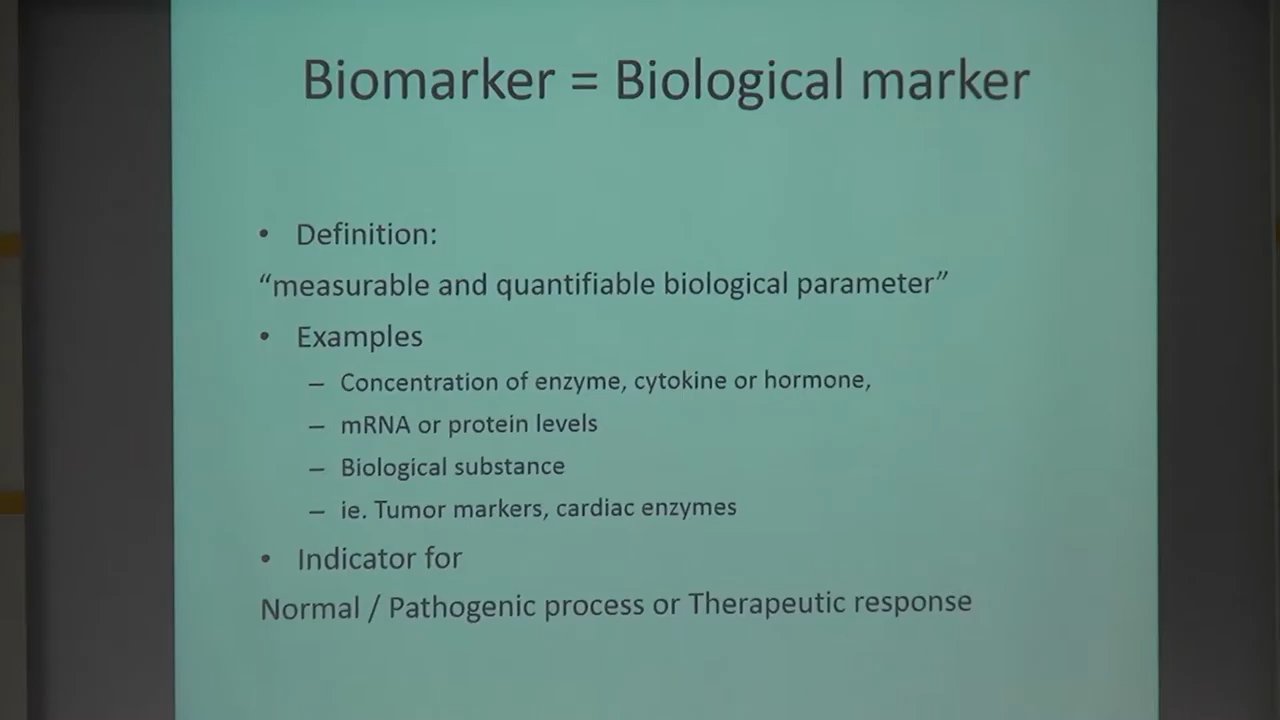 Biomarker = Biological marker
• Definition:
“measurable and quantifiable biological parameter”
• Examples
– Concentration of enzyme, cytokine or hormone,
– mRNA or protein levels
– Biological substance
– ie. Tumor markers, cardiac enzymes
• Indicator for
Normal / Pathogenic process or Therapeutic response